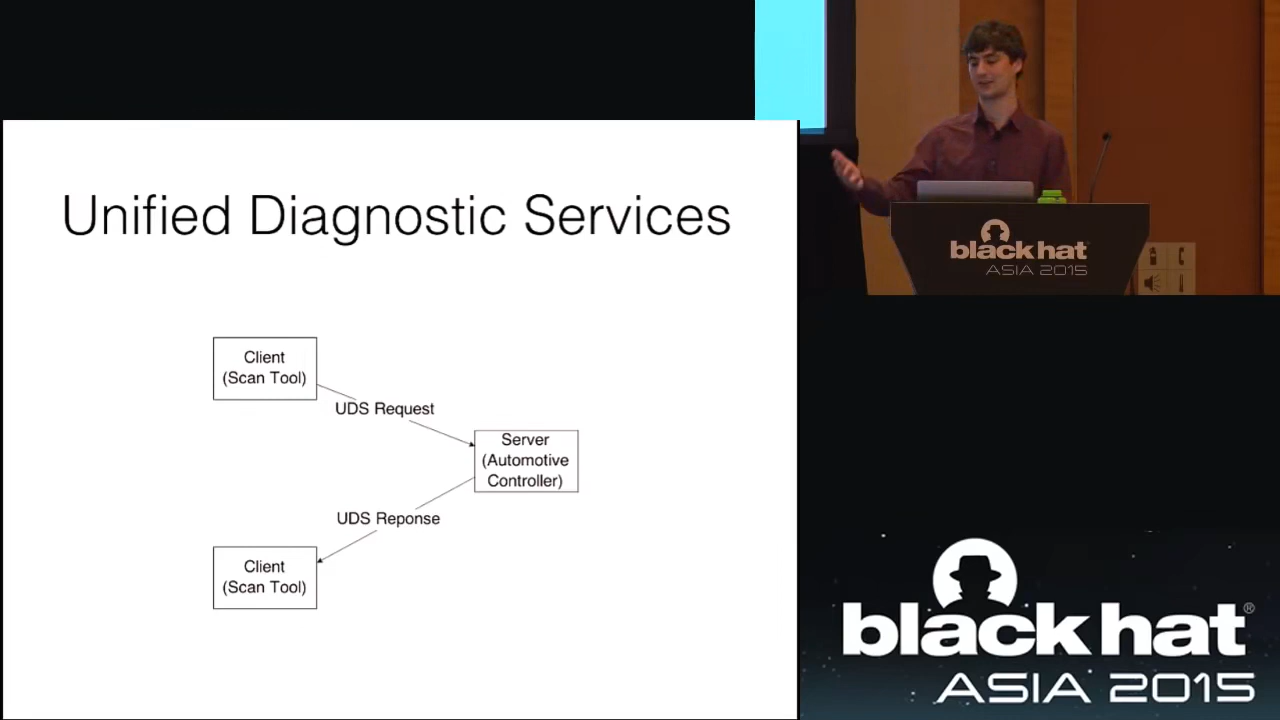 Unified Diagnostic Services
Client
(Scan Tool)
UDS Request
Server
(Automotive
Controller)
UDS Reponse
Client
(Scan Tool)
black hat
ASIA 2015
black hat®
ASIA 2015